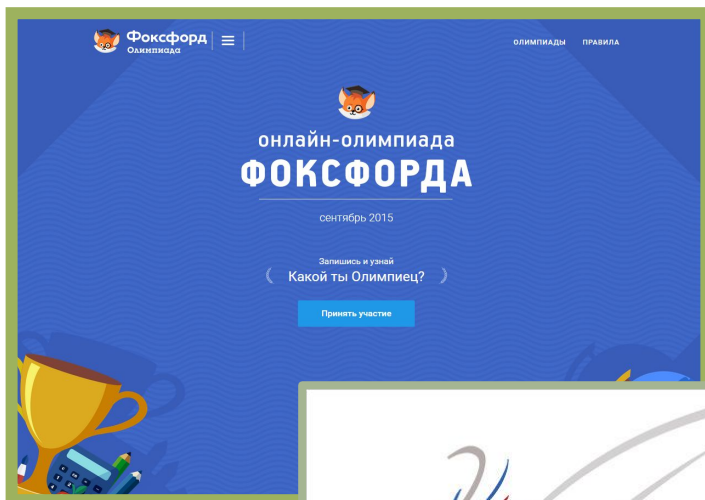 Фоксфорд
Олимпиада
ОЛИМПИАДЫ ПРАВИЛА
онлайн-олимпиада
ФОКСФОРДА
сентябрь 2015
Запишись и узнай
Какой ты Олимпиец?
Принять участие